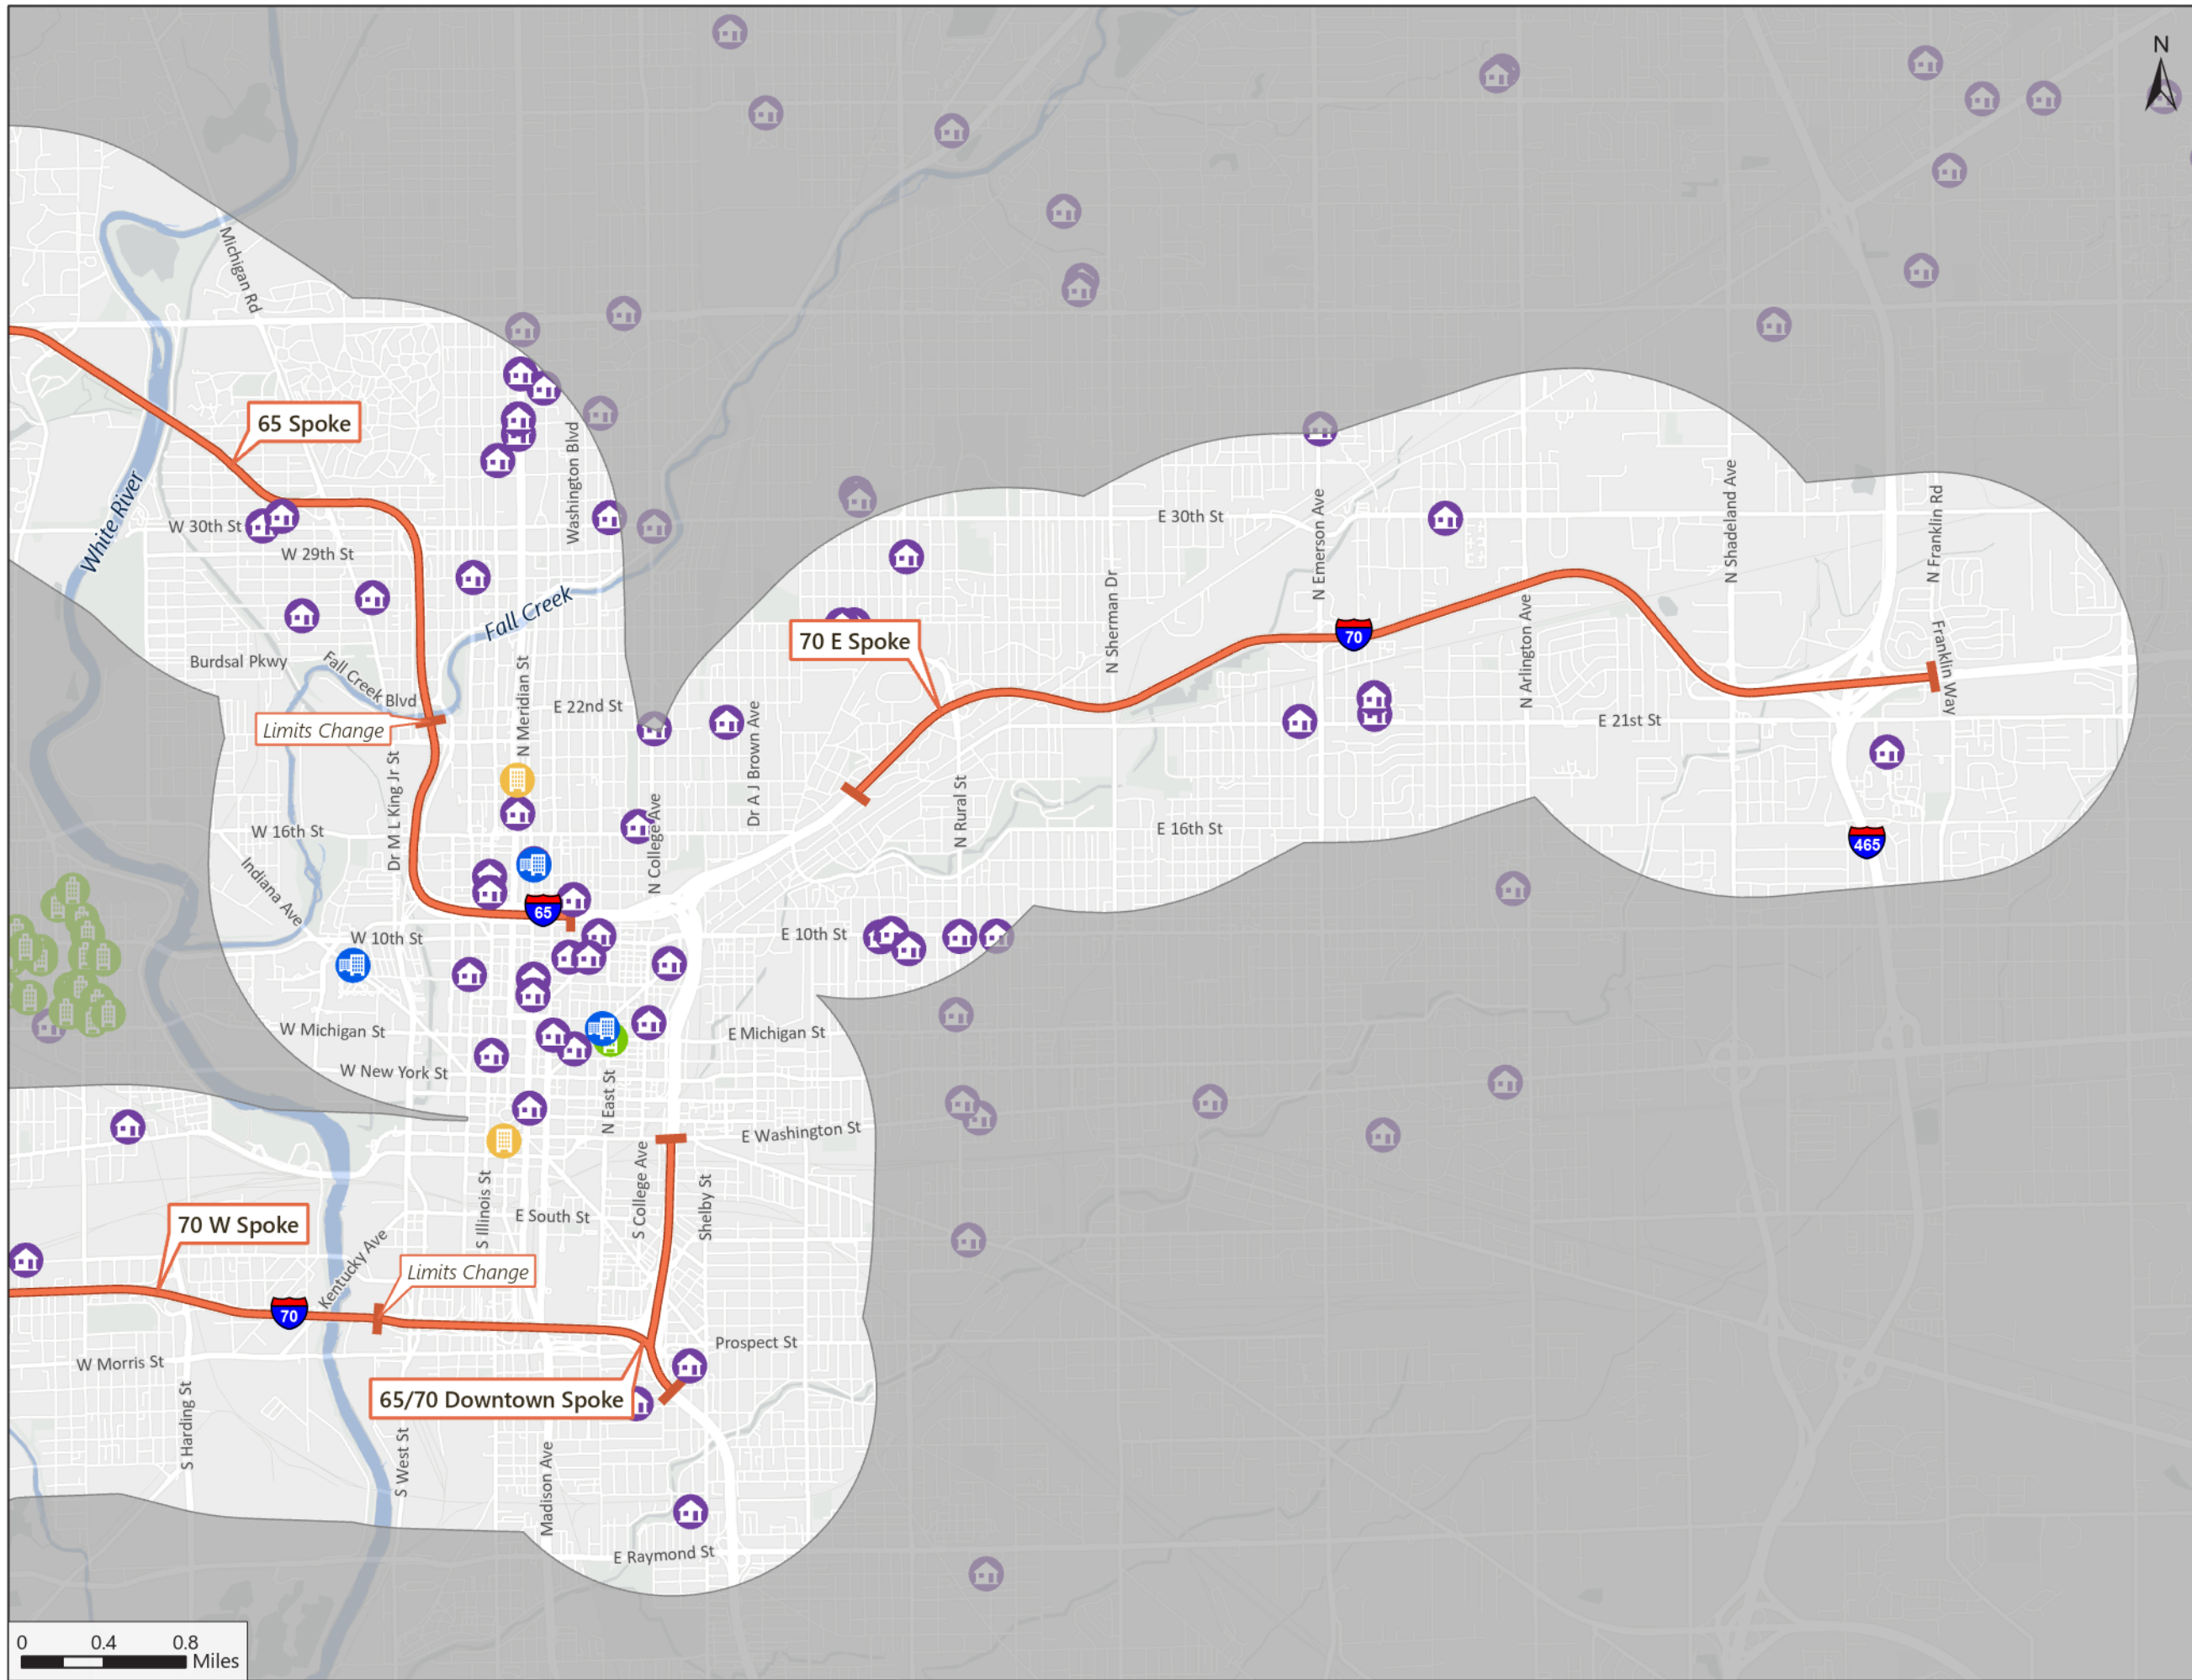 N
Michigan Rd
65 Spoke
Washington Blvd
White River
W 30th St
W 29th St
E 30th St
N Emerson Ave
N Shadeland Ave
N Franklin Rd
Fall Creek
N Sherman Dr
70 E Spoke
70
N Arlington Ave
Franklin Way
Burdsal Pkwy
Fall Creek Blvd
N Meridian St
E 22nd St
Dr A J Brown Ave
E 21st St
Limits Change
Dr M L King Jr St
W 16th St
N College Ave
N Rural St
E 16th St
465
Indiana Ave
65
W 10th St
E 10th St
W Michigan St
E Michigan St
W New York St
N East St
E Washington St
S Illinois St
S College Ave
Shelby St
70 W Spoke
E South St
Kentucky Ave
Limits Change
70
Prospect St
W Morris St
65/70 Downtown Spoke
S Harding St
S West St
Madison Ave
E Raymond St
0 0.4 0.8
Miles